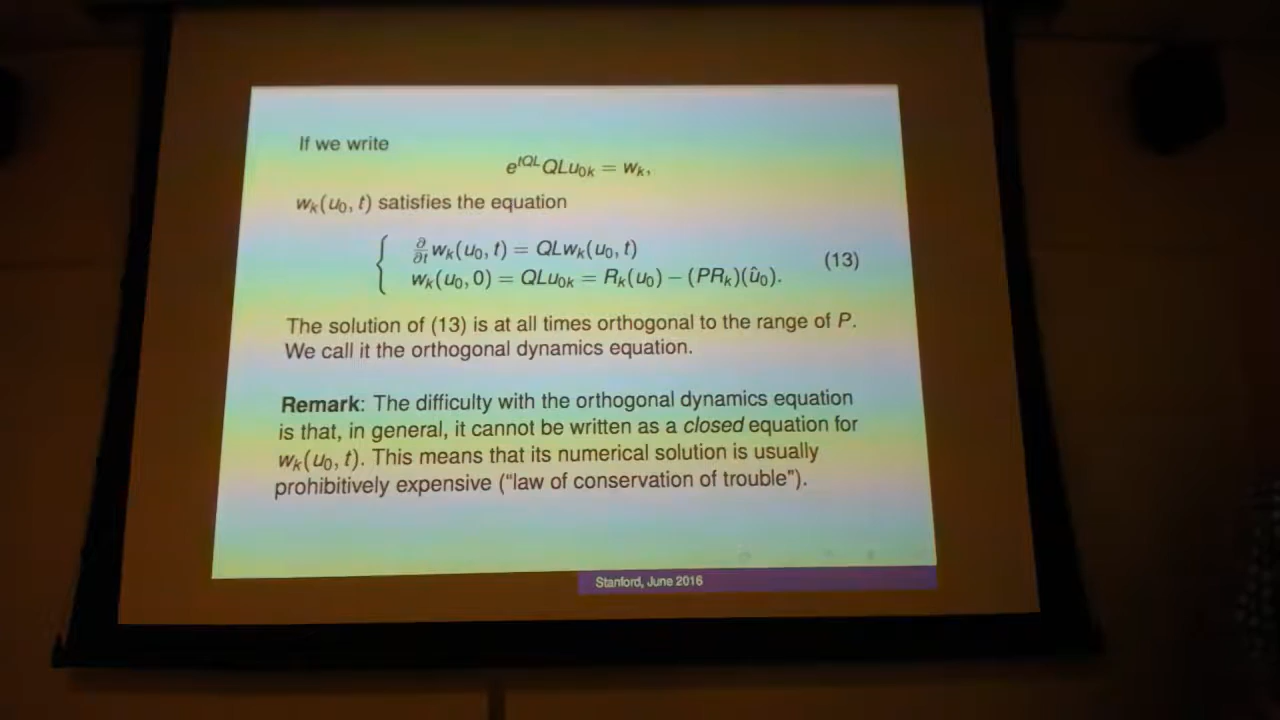 If we write
e^{tQL}QLu_{0k} = w_k,
w_k(u_0, t) satisfies the equation
{ ∂/∂t w_k(u_0, t) = QLw_k(u_0, t)
w_k(u_0, 0) = QLu_{0k} = R_k(u_0) − (PR_k)(û_0). (13)
The solution of (13) is at all times orthogonal to the range of P.
We call it the orthogonal dynamics equation.
Remark: The difficulty with the orthogonal dynamics equation
is that, in general, it cannot be written as a closed equation for
w_k(u_0, t). This means that its numerical solution is usually
prohibitively expensive (“law of conservation of trouble”).
Stanford, June 2016